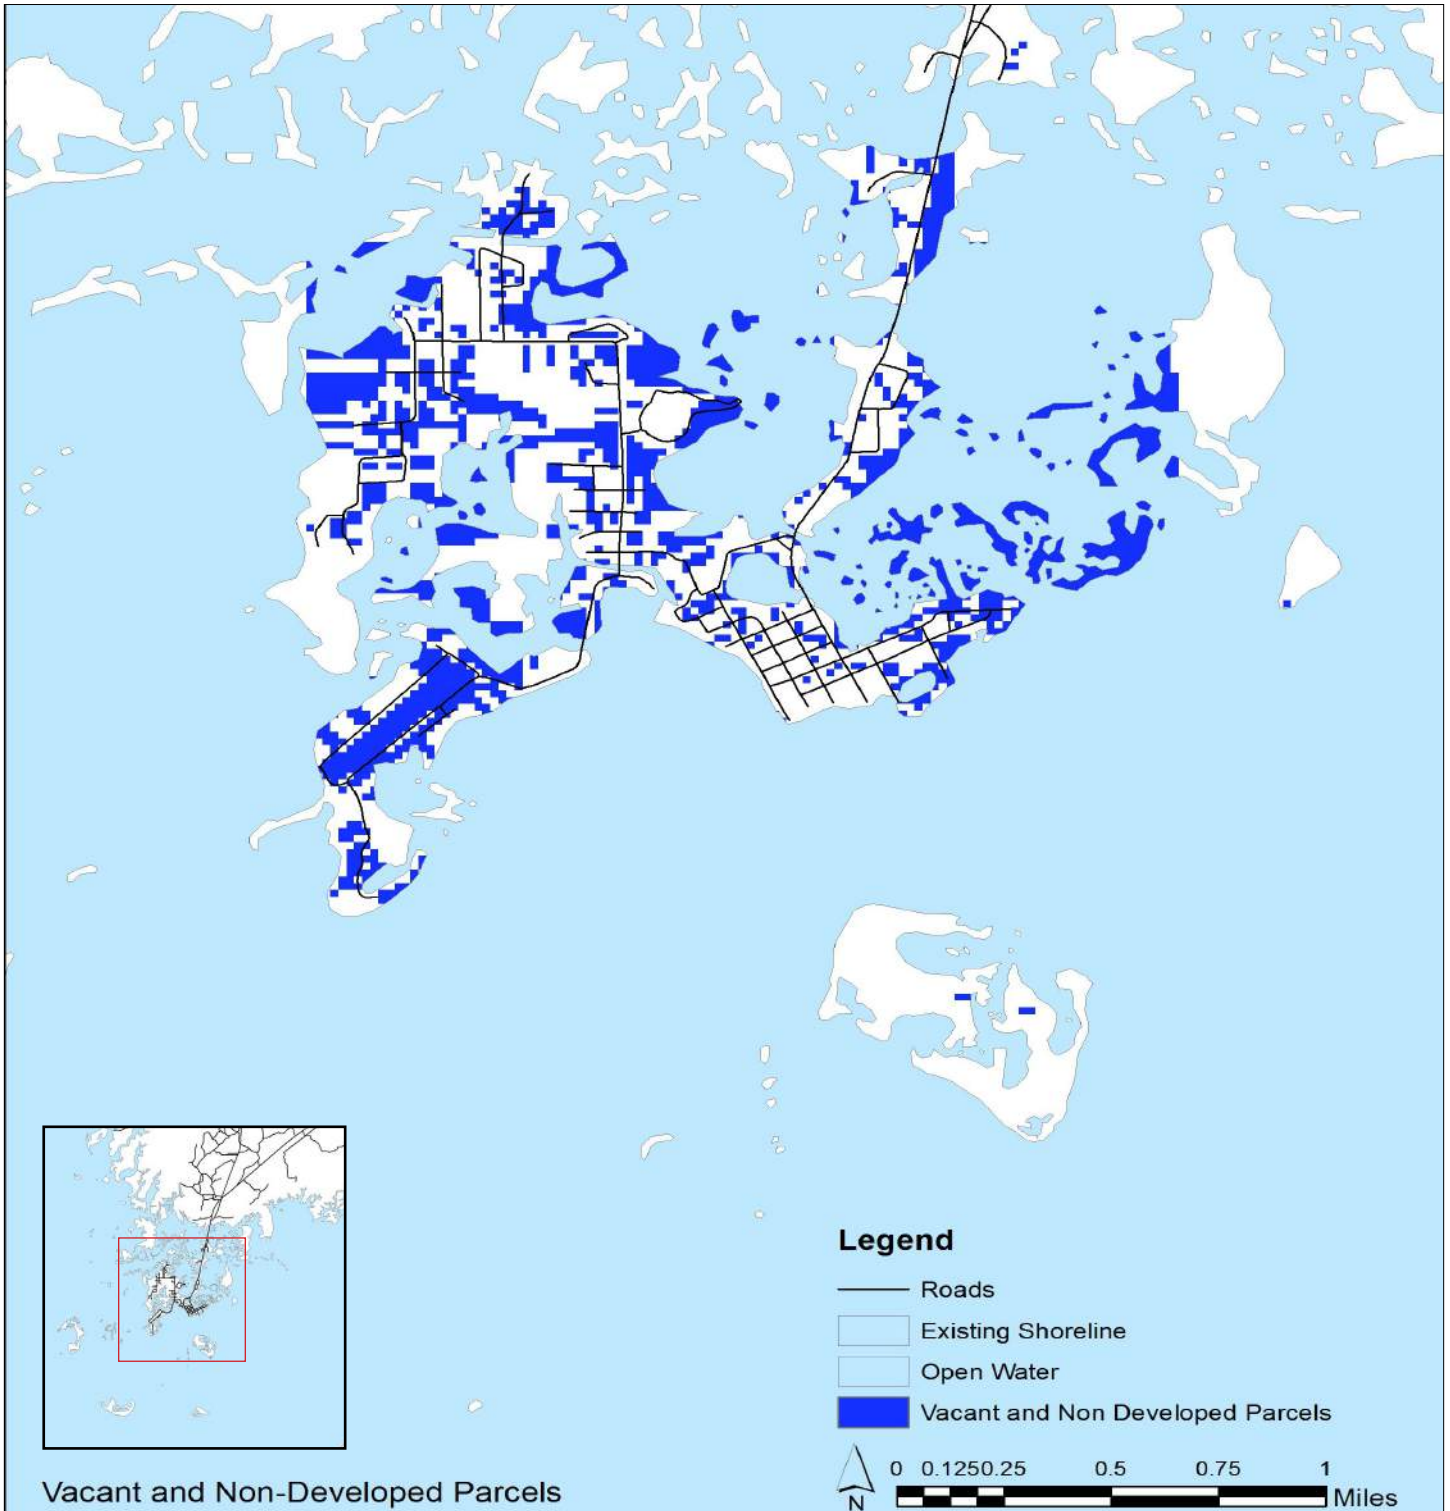 Legend
Roads
Existing Shoreline
Open Water
Vacant and Non Developed Parcels
0 0.1250.25 0.5 0.75 1
Miles
N
Vacant and Non-Developed Parcels